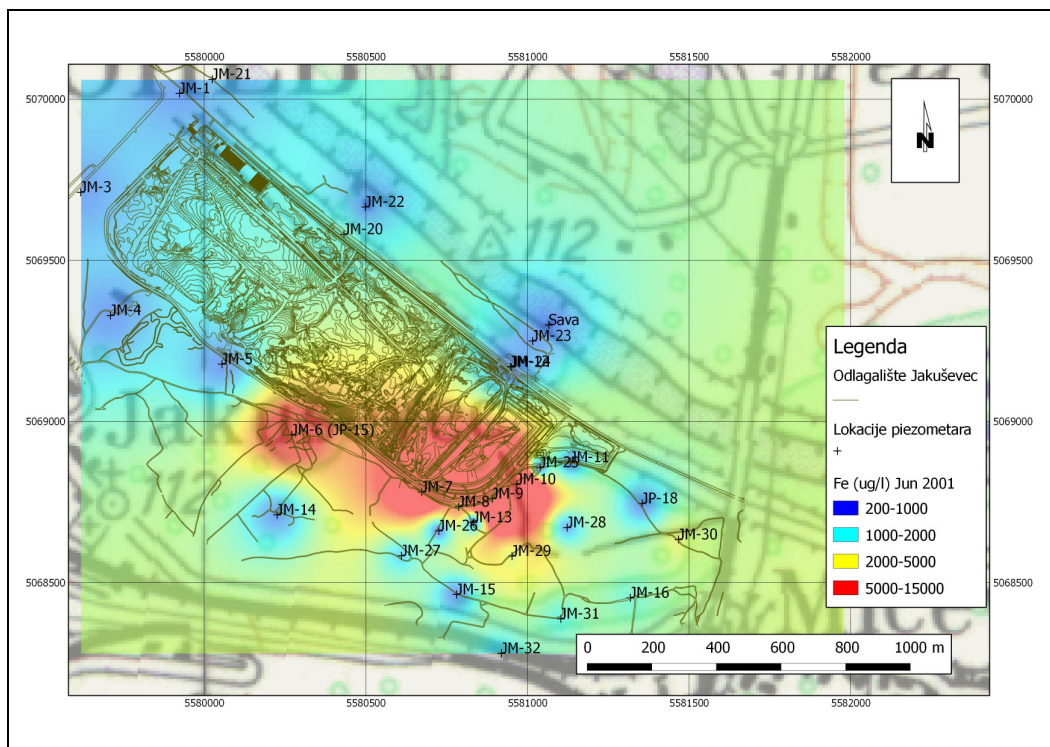 5580000 5580500 5581000 5581500 5582000
JM-21
JM-1
5070000 5070000
N
JM-3
JM-22
JM-20
112
5069500 5069500
Sava
JM-4
JM-23
JM-5
Legenda
Odlagalište Jakuševec
Lokacije piezometara
Fe (ug/l) Jun 2001
200-1000
1000-2000
2000-5000
5000-15000
5069000 5069000
JM-6 (JP-15)
JM-11
JM-25
JM-10
JM-7
JM-9
JM-8
JP-18
JM-14
JM-13
JM-26
JM-28
JM-30
JM-27
JM-29
5068500
JM-15
JM-16
JM-31
JM-32
0 200 400 600 800 1000 m
5580000 5580500 5581000 5581500 5582000